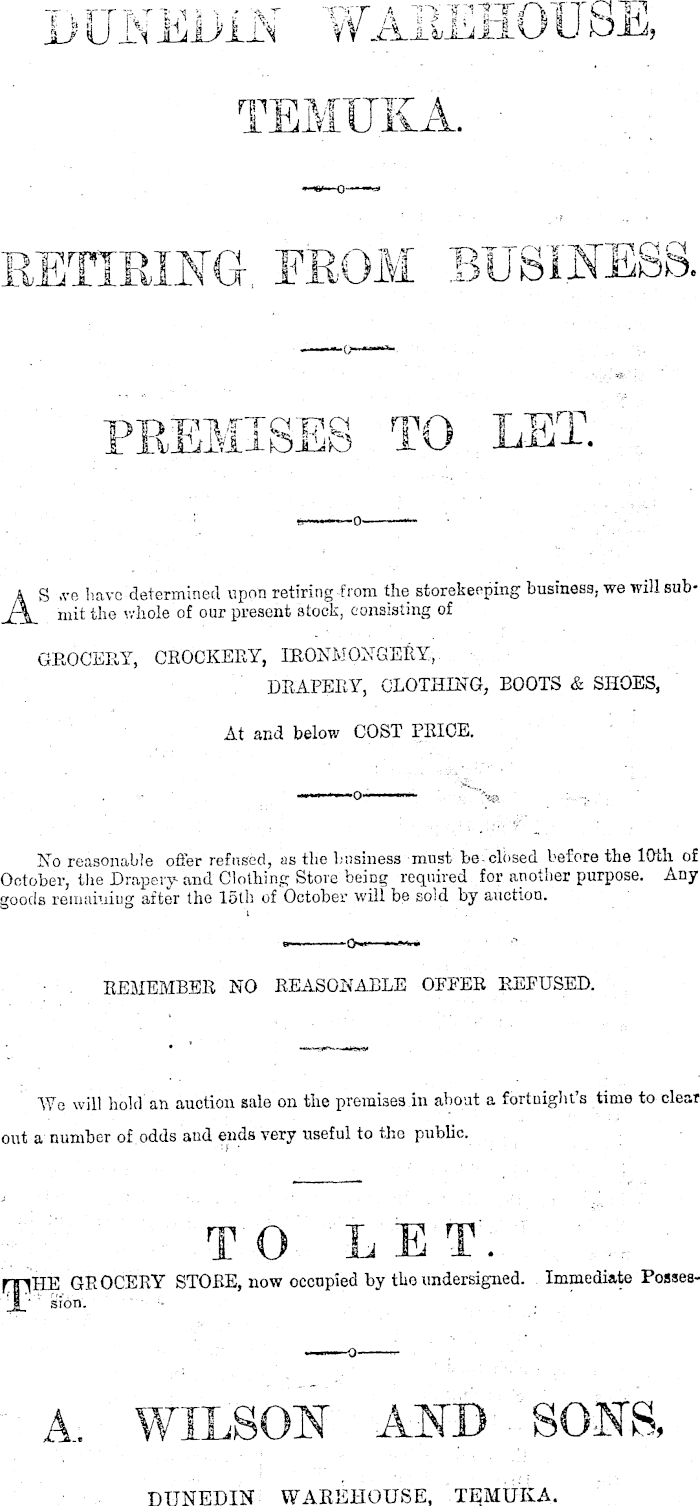 DUNEDIN WAREHOUSE,
TEMUKA.
RETIRING FROM BUSINESS.
PREMISES TO LET.
AS we have determined upon retiring from the storekeeping business, we will sub-
mit the whole of our present stock, consisting of
GROCERY, CROCKERY, IRONMONGERY,
DRAPERY, CLOTHING, BOOTS & SHOES,
At and below COST PRICE.
No reasonable offer refused, as the business must be closed before the 10th of
October, the Drapery and Clothing Store being required for another purpose. Any
goods remaining after the 15th of October will be sold by auction.
REMEMBER NO REASONABLE OFFER REFUSED.
We will hold an auction sale on the premises in about a fortnight's time to clear
out a number of odds and ends very useful to the public.
TO LET.
THE GROCERY STORE, now occupied by the undersigned. Immediate Posses-
sion.
A. WILSON AND SONS,
DUNEDIN WAREHOUSE, TEMUKA.